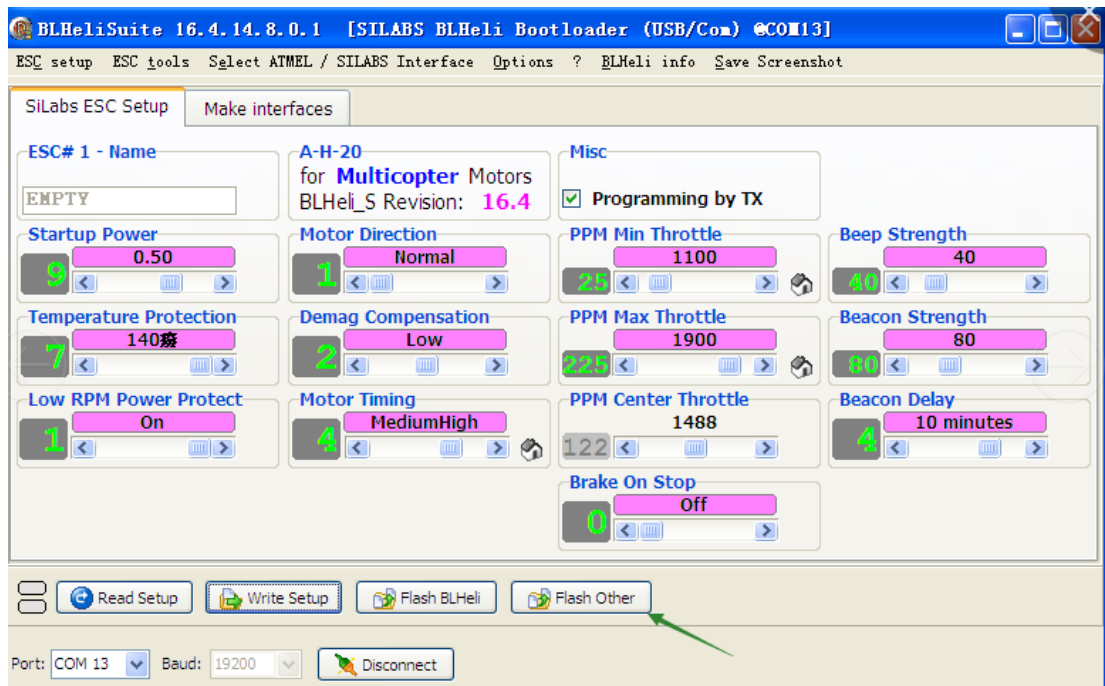 BLHeliSuite 16.4.14.8.0.1 [SILABS BLHeli Bootloader (USB/Com) @COM13]
ESC setup ESC tools Select ATMEL / SILABS Interface Options ? BLHeli info Save Screenshot
SiLabs ESC Setup Make interfaces
ESC# 1 - Name
EMPTY
A-H-20
for Multicopter Motors
BLHeli_S Revision: 16.4
Misc
Programming by TX
Startup Power
0.50
9
Motor Direction
Normal
1
PPM Min Throttle
1100
25
Beep Strength
40
40
Temperature Protection
140癈
7
Demag Compensation
Low
2
PPM Max Throttle
1900
225
Beacon Strength
80
80
Low RPM Power Protect
On
1
Motor Timing
MediumHigh
4
PPM Center Throttle
1488
122
Beacon Delay
10 minutes
4
Brake On Stop
Off
0
Read Setup Write Setup Flash BLHeli Flash Other
Port: COM 13 Baud: 19200 Disconnect